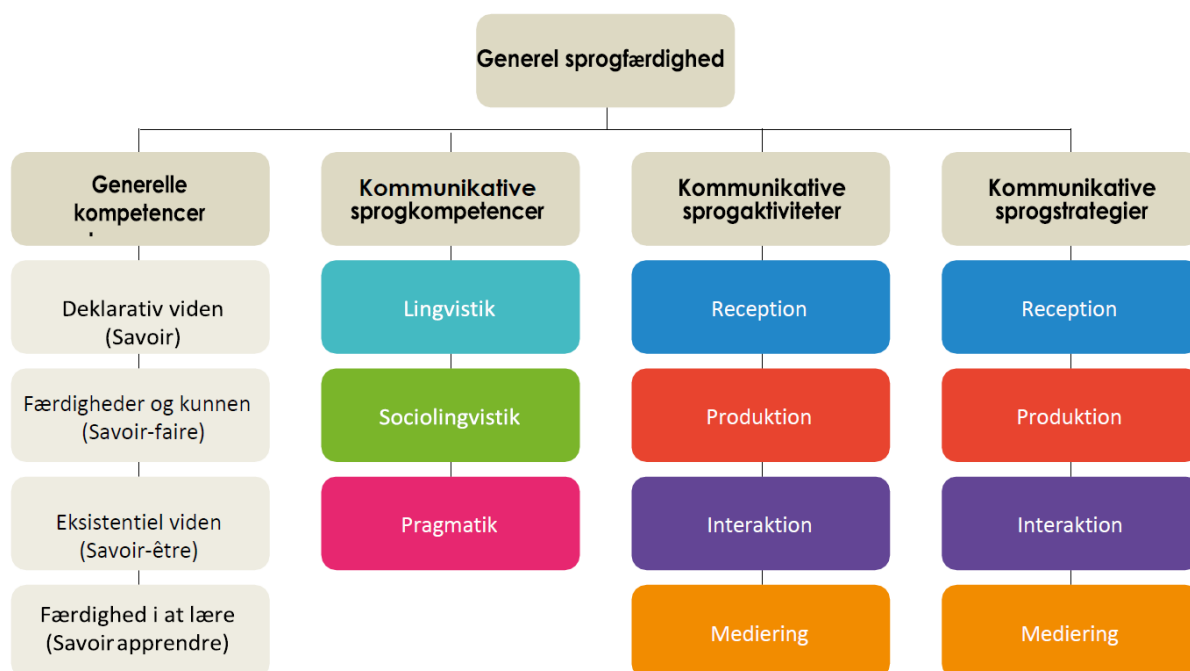 Generel sprogfærdighed
Generelle
kompetencer
Kommunikative
sprogkompetencer
Kommunikative
sprogaktiviteter
Kommunikative
sprogstrategier
Deklarativ viden
(Savoir)
Lingvistik
Reception
Reception
Færdigheder og kunnen
(Savoir-faire)
Sociolingvistik
Produktion
Produktion
Eksistentiel viden
(Savoir-être)
Pragmatik
Interaktion
Interaktion
Færdighed i at lære
(Savoir apprendre)
Mediering
Mediering